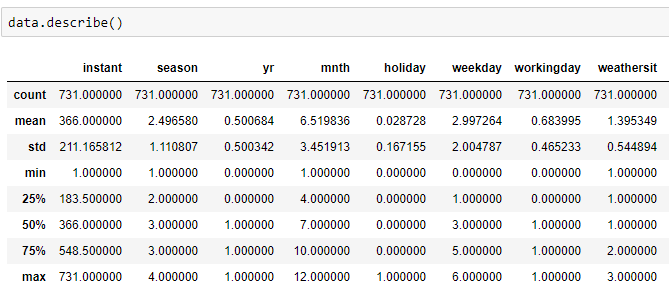 data.describe()
instant season yr mnth holiday weekday workingday weathersit
count 731.000000 731.000000 731.000000 731.000000 731.000000 731.000000 731.000000 731.000000
mean 366.000000 2.496580 0.500684 6.519836 0.028728 2.997264 0.683995 1.395349
std 211.165812 1.110807 0.500342 3.451913 0.167155 2.004787 0.465233 0.544894
min 1.000000 1.000000 0.000000 1.000000 0.000000 0.000000 0.000000 1.000000
25% 183.500000 2.000000 0.000000 4.000000 0.000000 1.000000 0.000000 1.000000
50% 366.000000 3.000000 1.000000 7.000000 0.000000 3.000000 1.000000 1.000000
75% 548.500000 3.000000 1.000000 10.000000 0.000000 5.000000 1.000000 2.000000
max 731.000000 4.000000 1.000000 12.000000 1.000000 6.000000 1.000000 3.000000